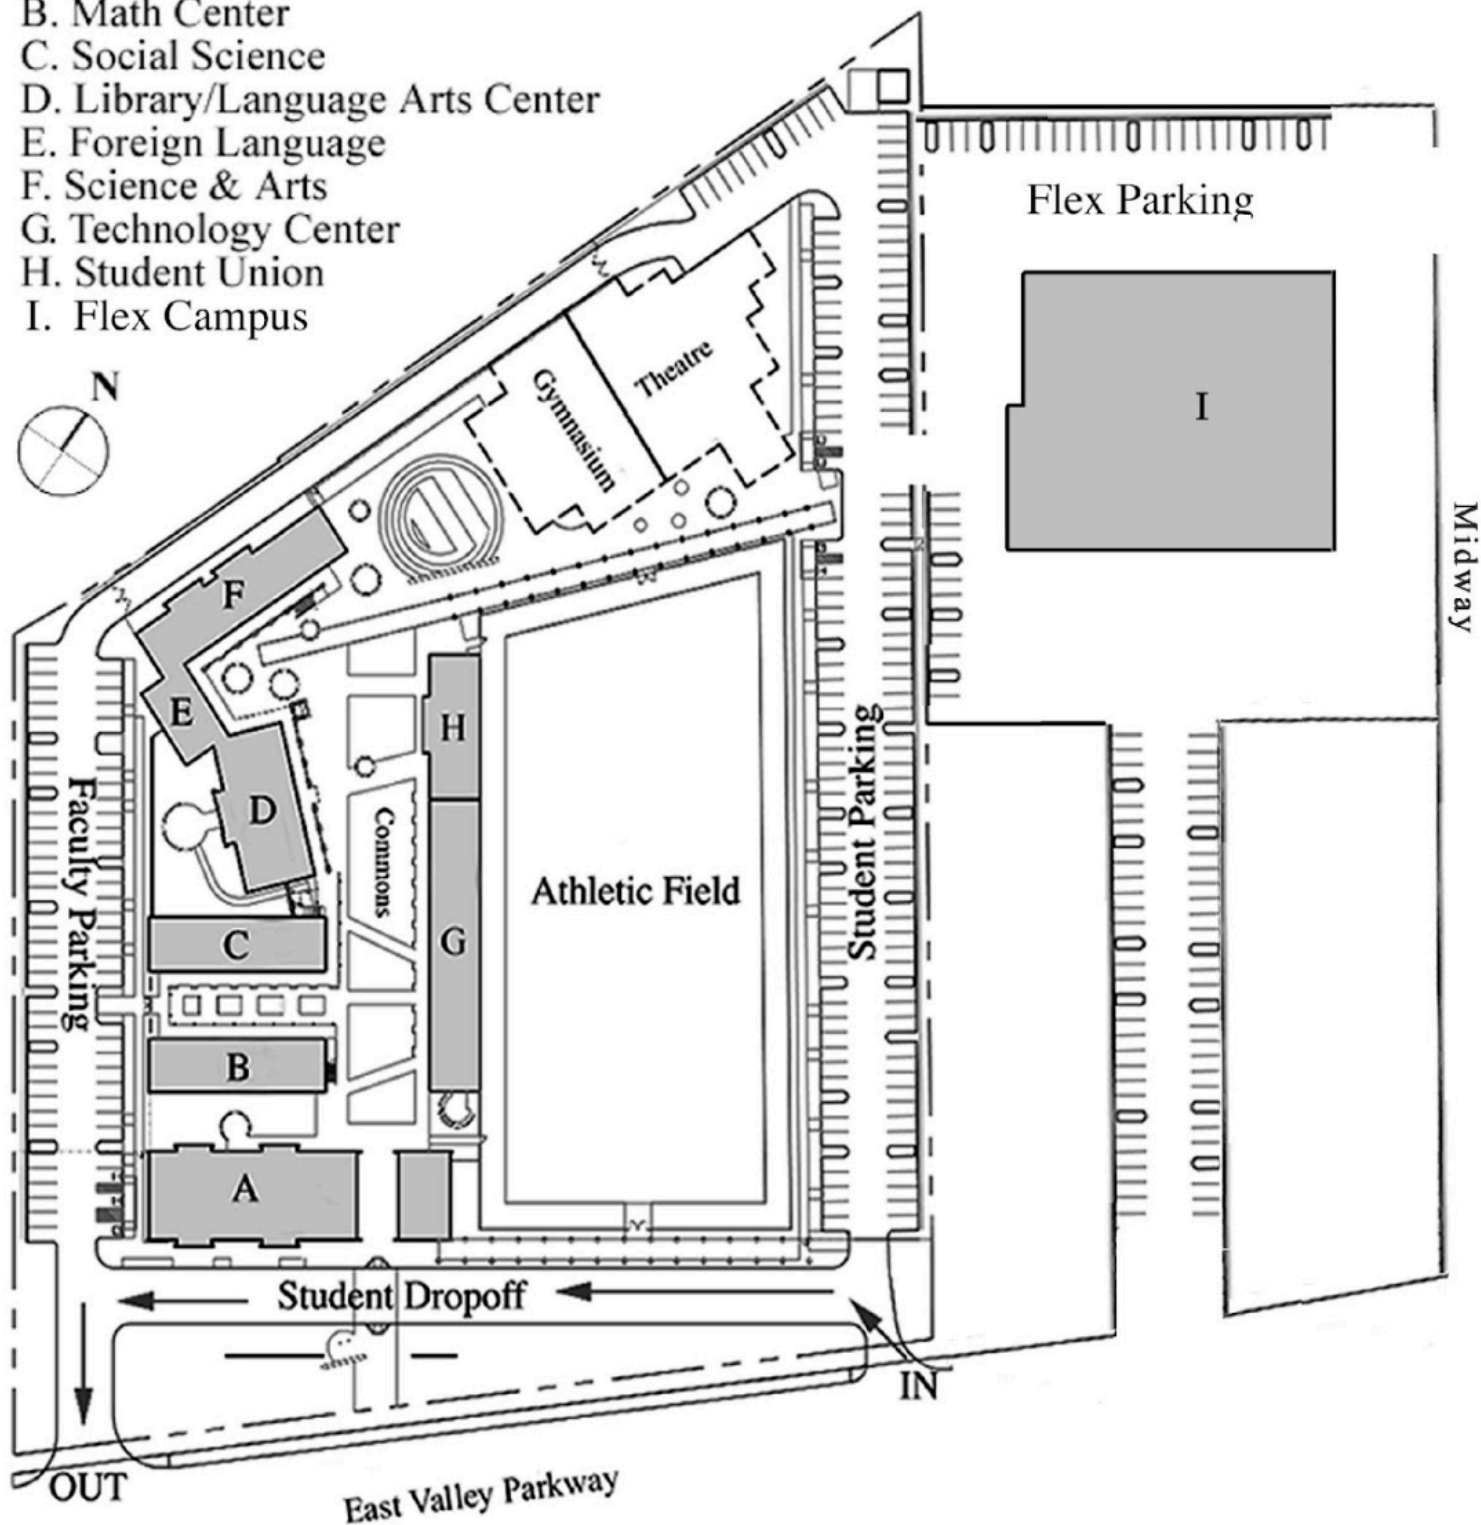 B. Math Center
C. Social Science
D. Library/Language Arts Center
E. Foreign Language
F. Science & Arts
G. Technology Center
H. Student Union
I. Flex Campus
N
Flex Parking
Theatre
Gymnasium
I
Midway
F
E
H
D
Commons
Faculty Parking
Student Parking
Athletic Field
C
G
B
A
Student Dropoff
IN
OUT
East Valley Parkway